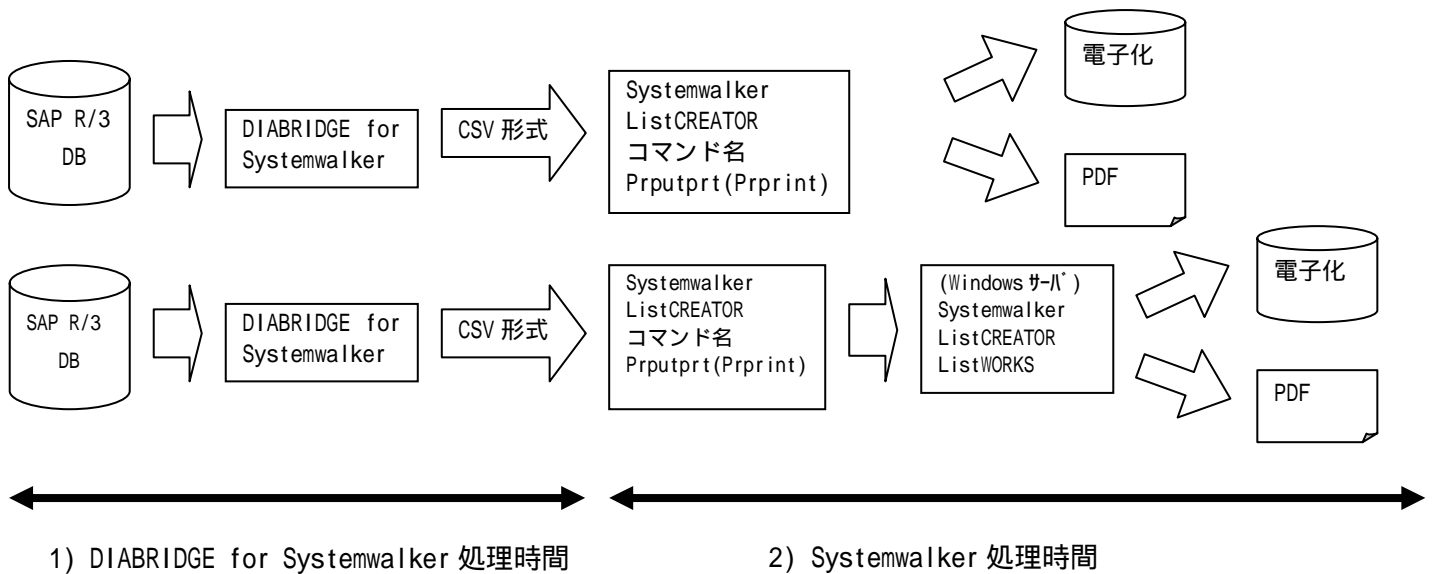 SAP R/3
DB
DIABRIDGE for
Systemwalker
CSV 形式
Systemwalker
ListCREATOR
コマンド名
Prputprt(Prprint)
電子化
PDF
SAP R/3
DB
DIABRIDGE for
Systemwalker
CSV 形式
Systemwalker
ListCREATOR
コマンド名
Prputprt(Prprint)
(Windows ｻｰﾊﾞ)
Systemwalker
ListCREATOR
ListWORKS
電子化
PDF
1) DIABRIDGE for Systemwalker 処理時間
2) Systemwalker 処理時間